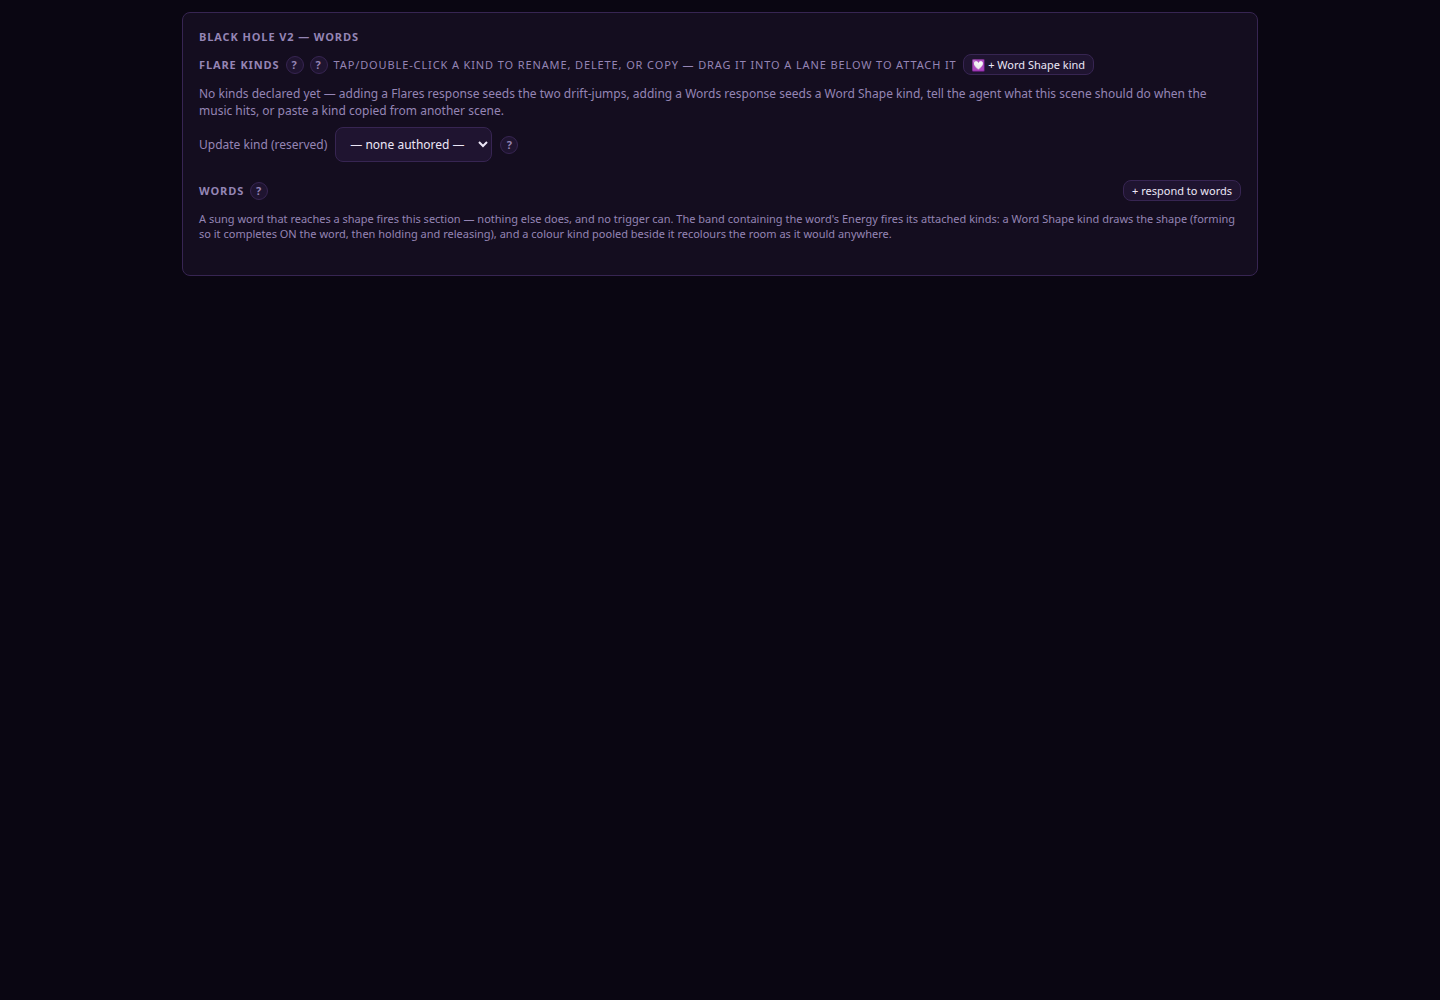 BLACK HOLE V2 — WORDS
FLARE KINDS ? ? TAP/DOUBLE-CLICK A KIND TO RENAME, DELETE, OR COPY — DRAG IT INTO A LANE BELOW TO ATTACH IT + Word Shape kind
No kinds declared yet — adding a Flares response seeds the two drift-jumps, adding a Words response seeds a Word Shape kind, tell the agent what this scene should do when the
music hits, or paste a kind copied from another scene.
Update kind (reserved) — none authored — ?
WORDS ? + respond to words
A sung word that reaches a shape fires this section — nothing else does, and no trigger can. The band containing the word's Energy fires its attached kinds: a Word Shape kind draws the shape (forming
so it completes ON the word, then holding and releasing), and a colour kind pooled beside it recolours the room as it would anywhere.